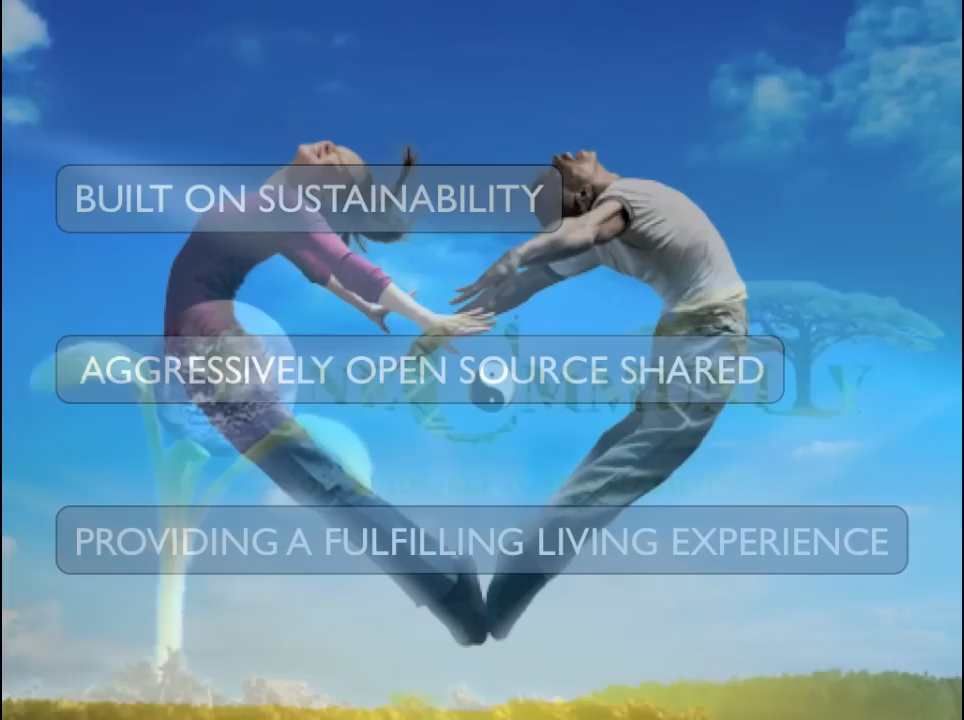 BUILT ON SUSTAINABILITY
AGGRESSIVELY OPEN SOURCE SHARED
PROVIDING A FULFILLING LIVING EXPERIENCE